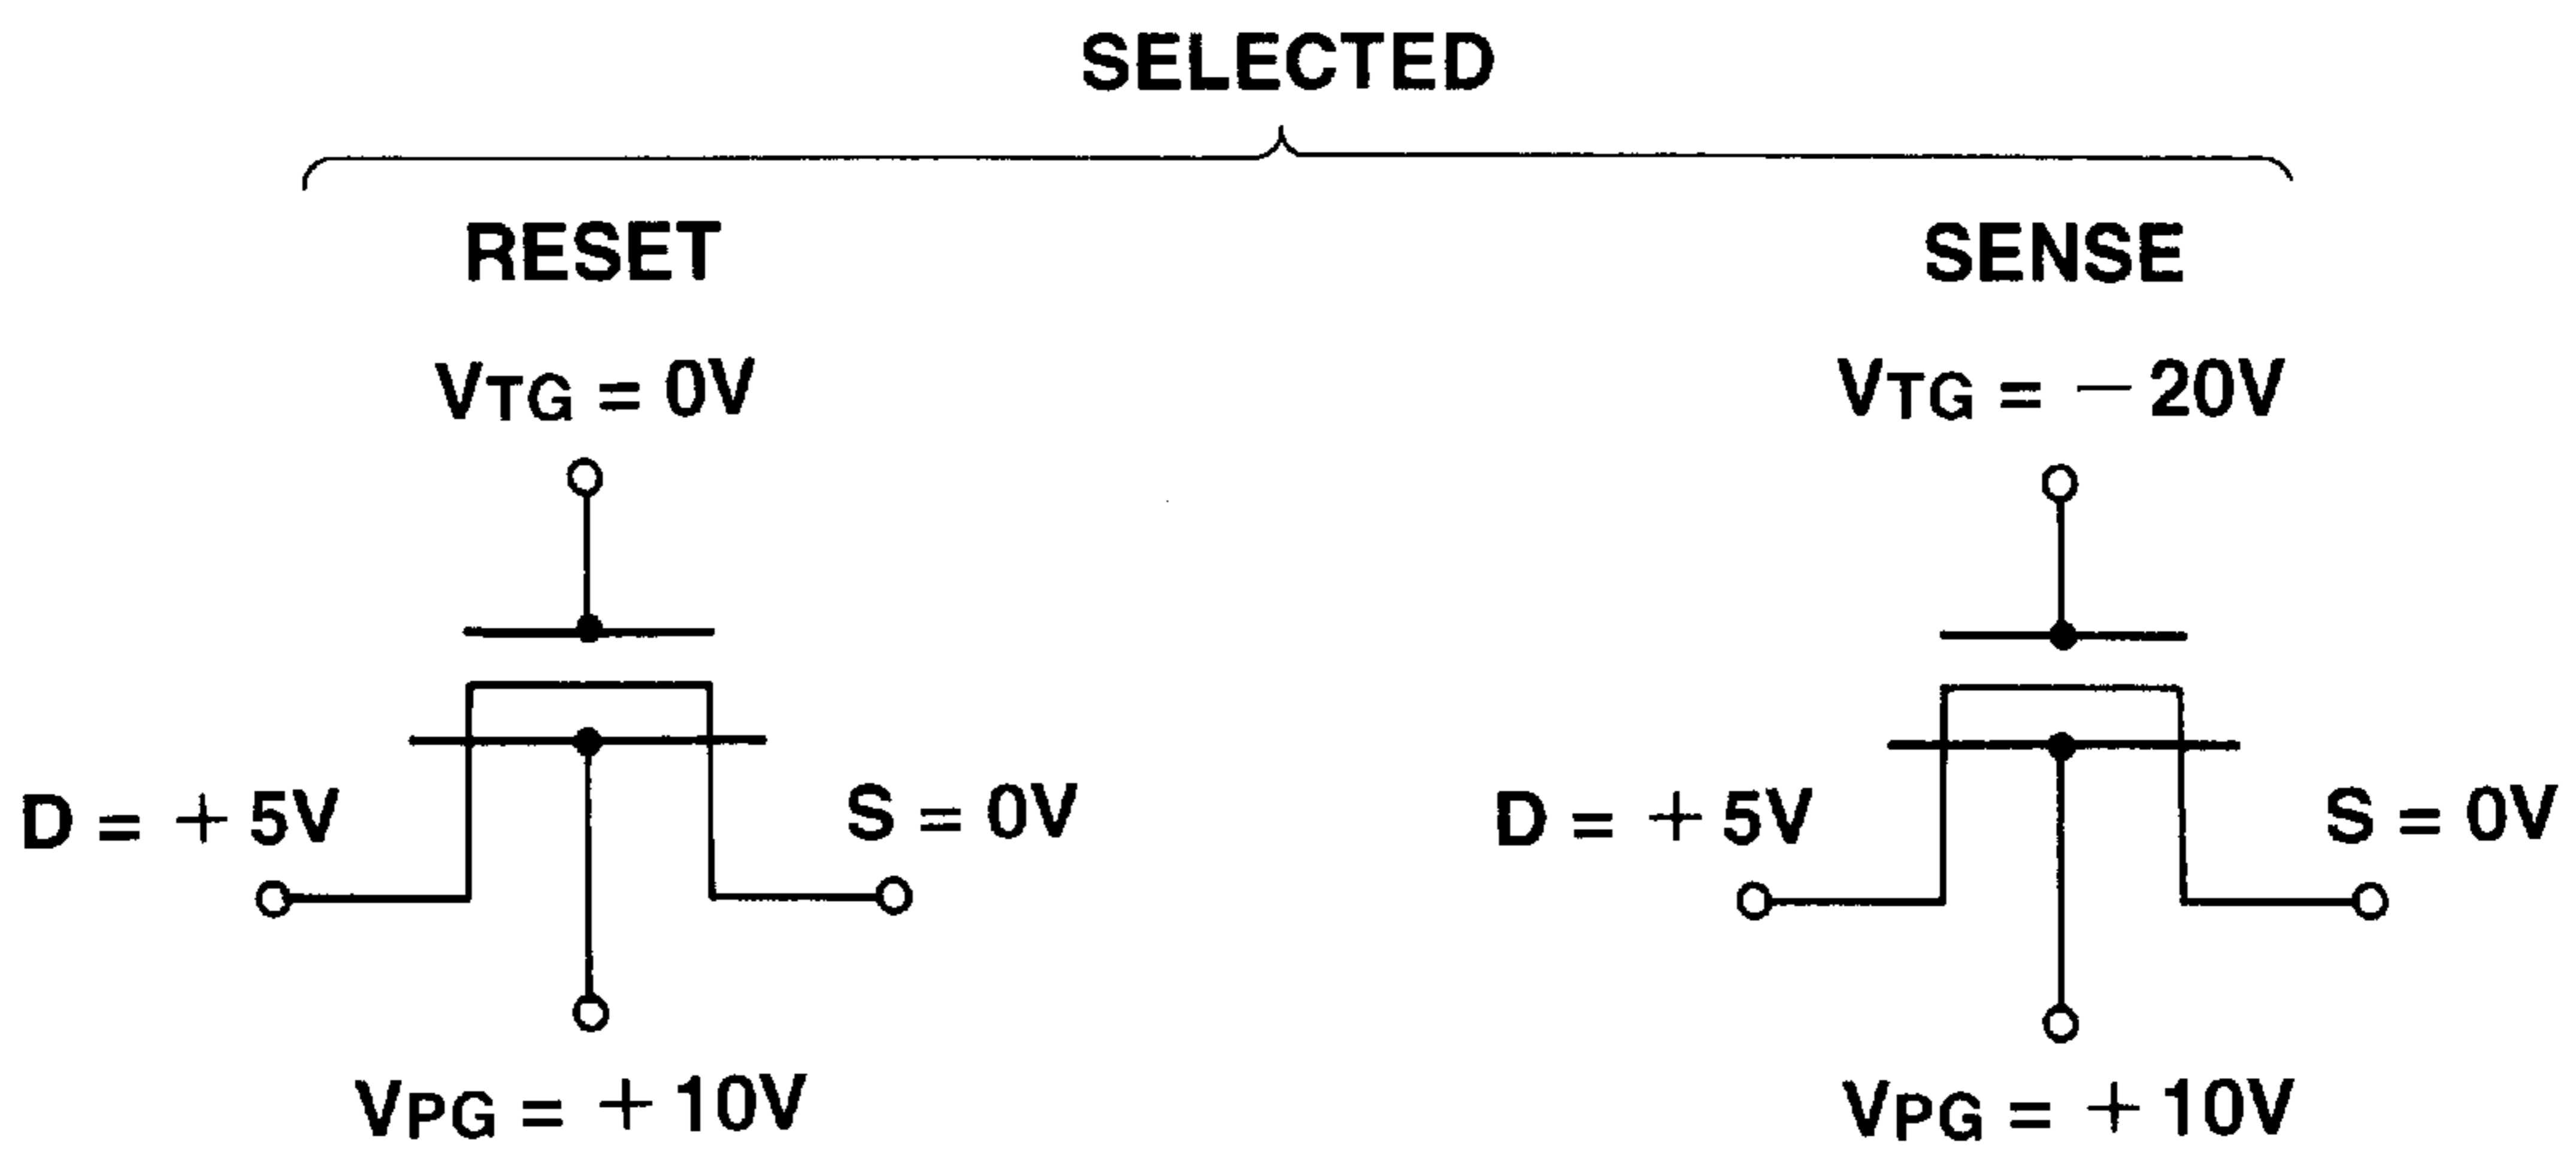 SELECTED
RESET
SENSE
VTG = 0V
VTG = −20V
D = +5V
S = 0V
D = +5V
S = 0V
VPG = +10V
VPG = +10V